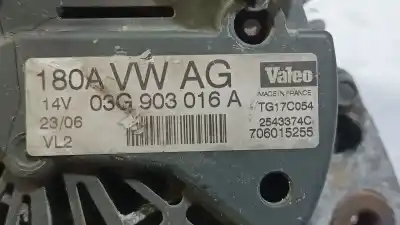 180A VW AG
14V 03G 903 016 A
23/06
VL2
Valeo
MADE IN FRANCE
TG17C054
2543374C
706015255